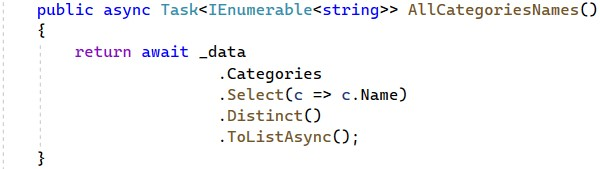 public async Task<IEnumerable<string>> AllCategoriesNames()
{
return await _data
.Categories
.Select(c => c.Name)
.Distinct()
.ToListAsync();
}